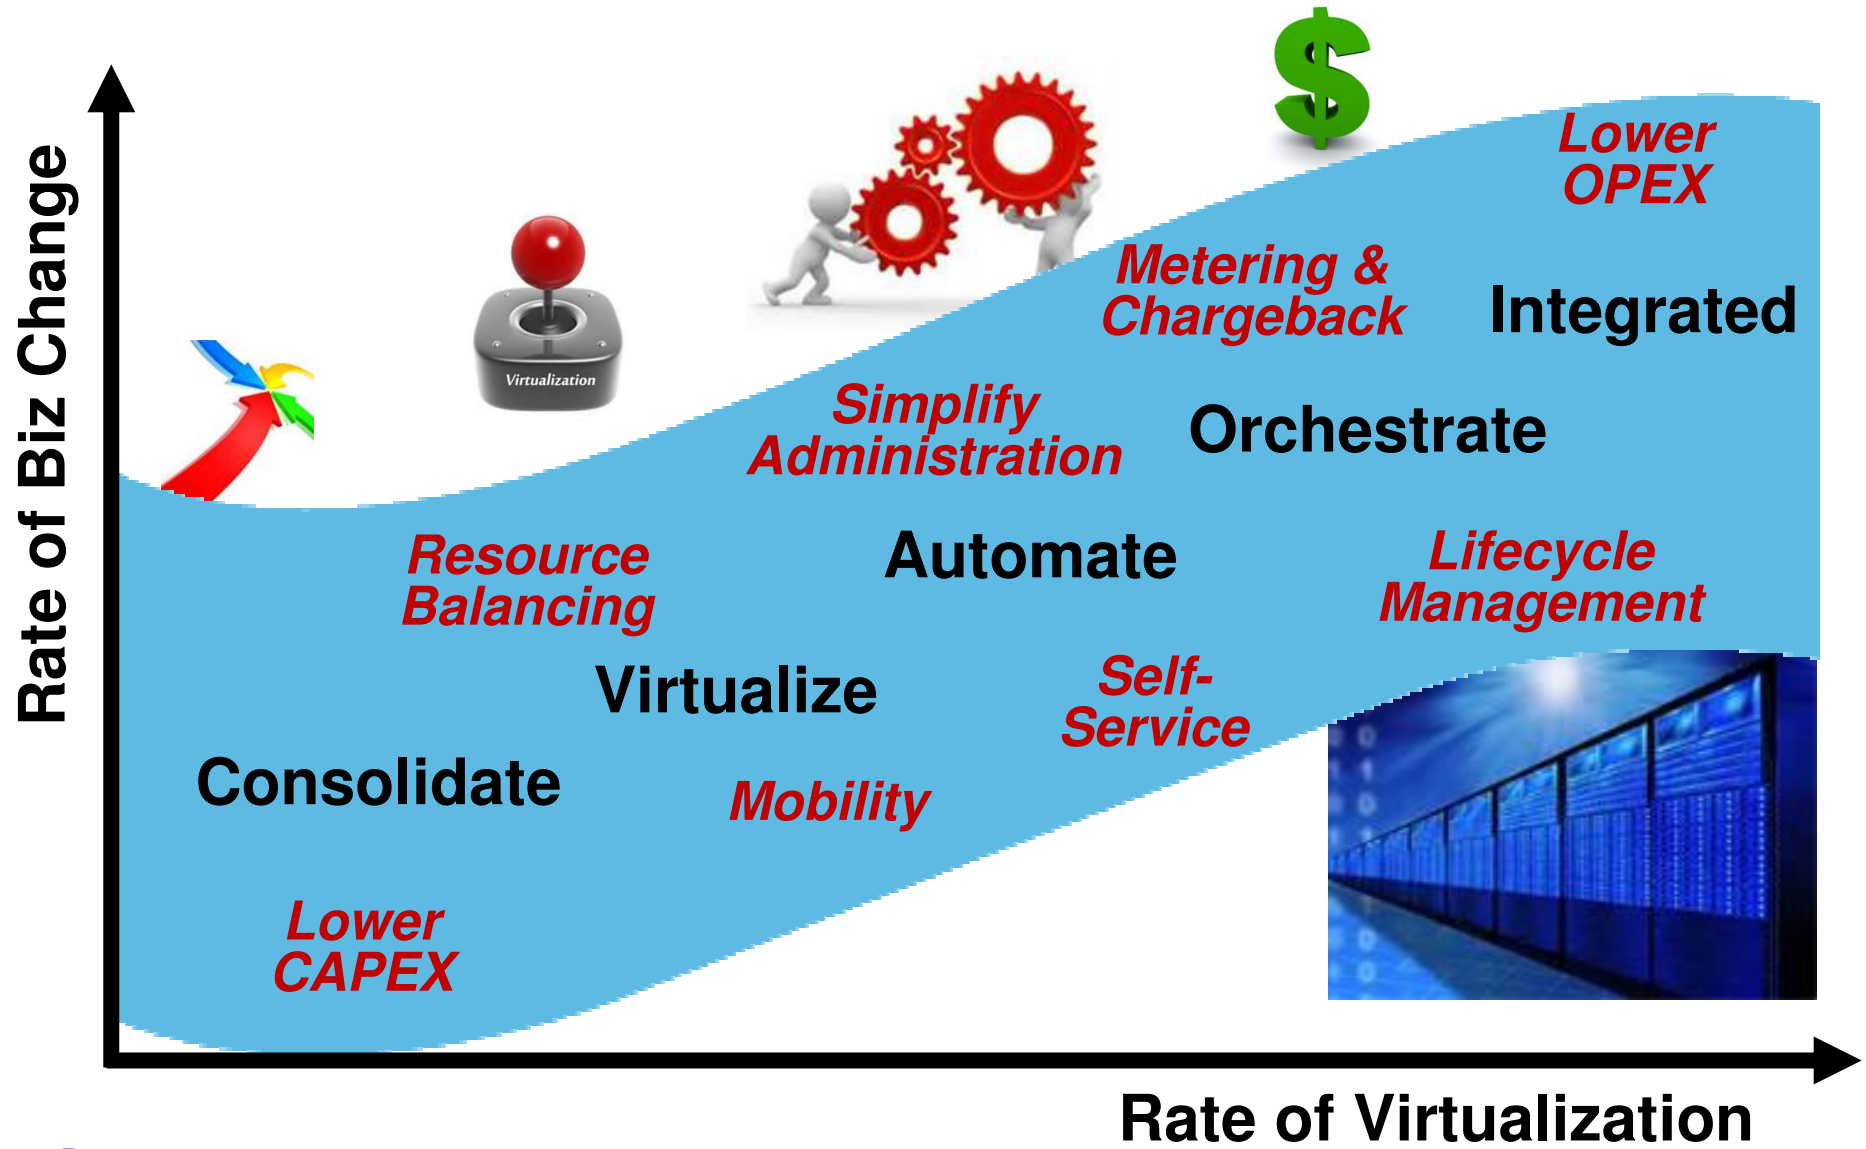 Rate of Biz Change
Lower
OPEX
Metering &
Chargeback
Integrated
Virtualization
Simplify
Administration
Orchestrate
Resource
Balancing
Automate
Lifecycle
Management
Virtualize
Self-
Service
Consolidate
Mobility
Lower
CAPEX
Rate of Virtualization